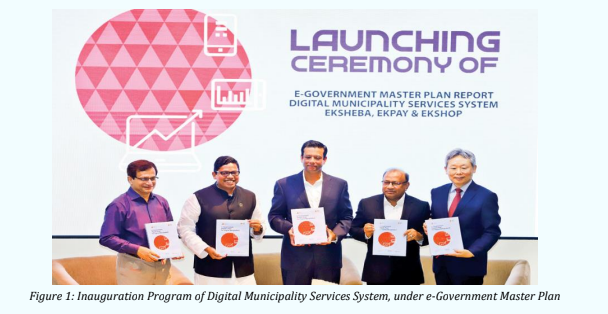 LAUNCHING
CEREMONY OF
E-GOVERNMENT MASTER PLAN REPORT
DIGITAL MUNICIPALITY SERVICES SYSTEM
EKSHEBA, EKPAY & EKSHOP
Figure 1: Inauguration Program of Digital Municipality Services System, under e-Government Master Plan